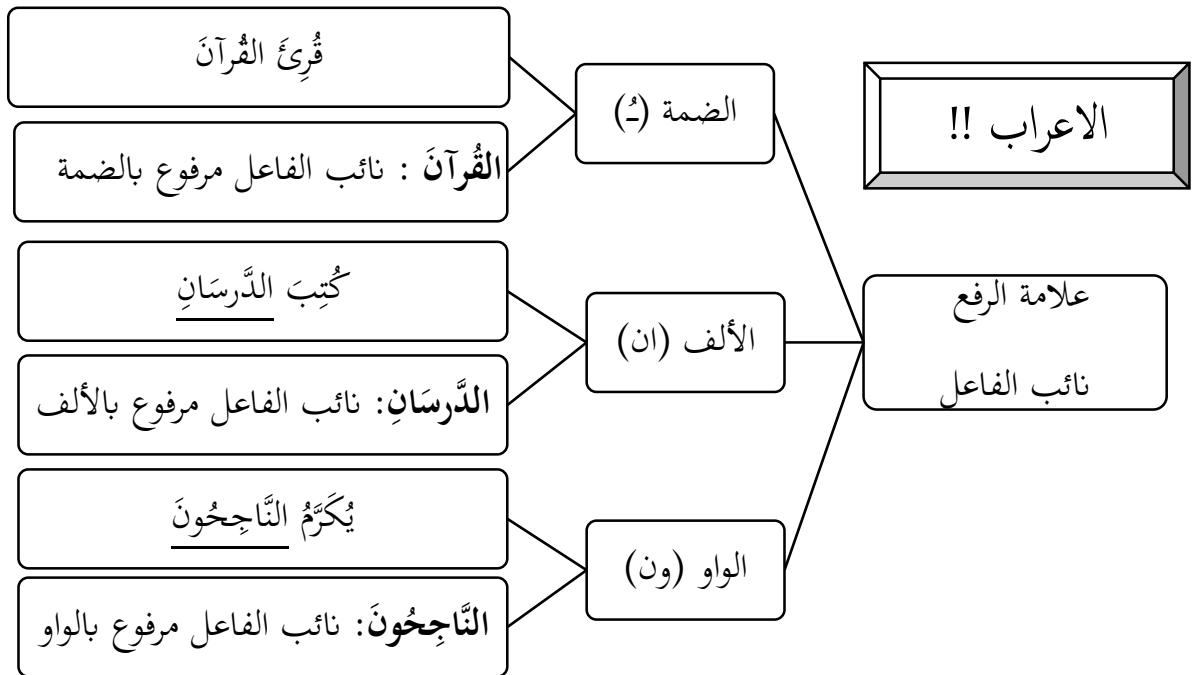 الاعراب !!
علامة الرفع
نائب الفاعل
الضمة (ـُ)
قُرِئَ القُرآنَ
القُرآنَ : نائب الفاعل مرفوع بالضمة
الألف (ان)
كُتِبَ الدَّرسَانِ
الدَّرسَانِ: نائب الفاعل مرفوع بالألف
الواو (ون)
يُكَرَّمُ النَّاجِحُونَ
النَّاجِحُونَ: نائب الفاعل مرفوع بالواو